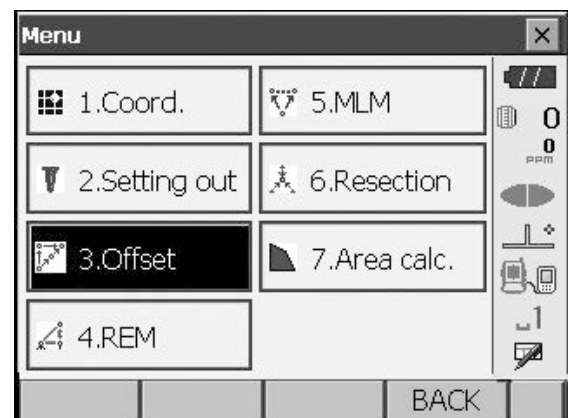 Menu
1.Coord.
2.Setting out
3.Offset
4.REM
5.MLM
6.Resection
7.Area calc.
0
0
ppm
1
BACK